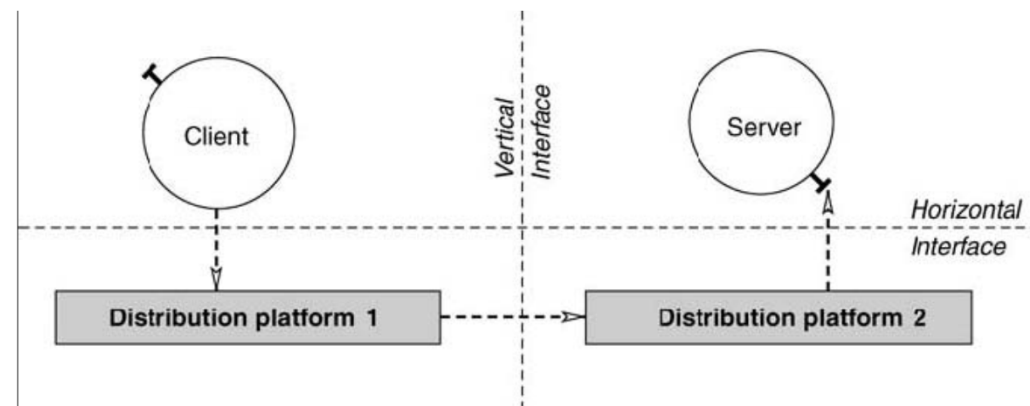 Client
Vertical
Interface
Server
Horizontal
Interface
Distribution platform 1
Distribution platform 2